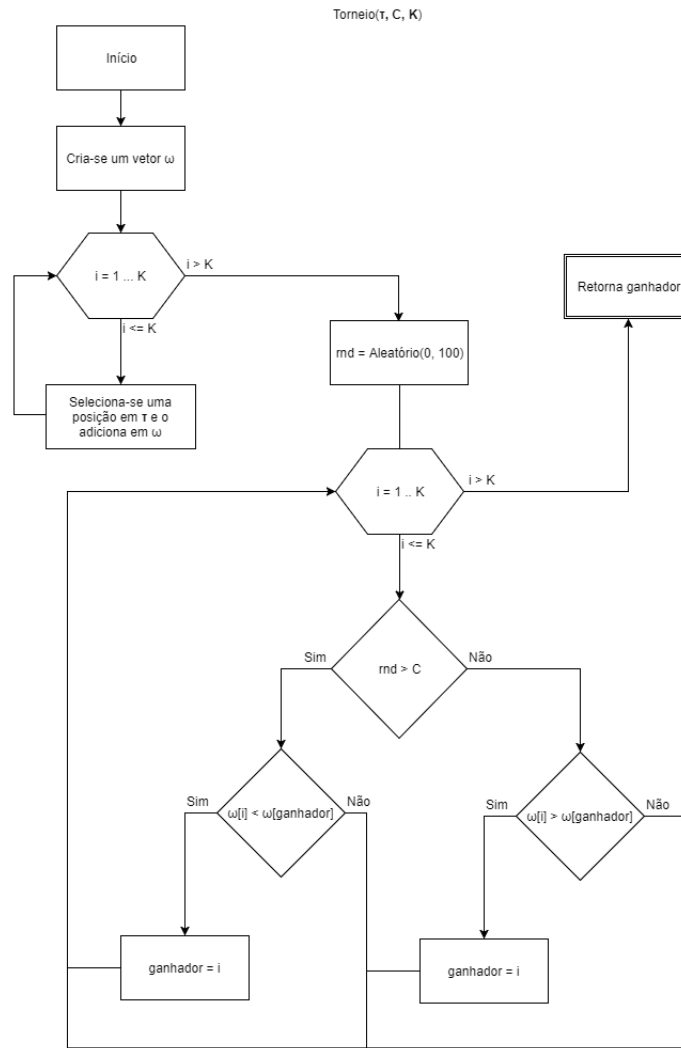 Torneio(τ, C, K)
Início
Cria-se um vetor ω
i = 1 ... K
i > K
i <= K
Seleciona-se uma
posição em τ e o
adiciona em ω
rnd = Aleatório(0, 100)
Retorna ganhador
i = 1 .. K
i > K
i <= K
rnd > C
Sim
Não
ω[i] < ω[ganhador]
Sim
Não
ω[i] > ω[ganhador]
Sim
Não
ganhador = i
ganhador = i